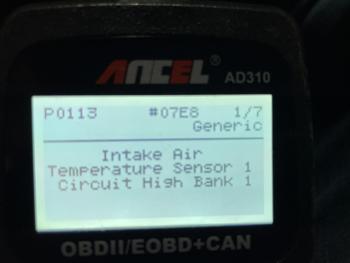 ANCEL®
AD310
P0113 #07E8 1/7
Generic
Intake Air
Temperature Sensor 1
Circuit High Bank 1
OBDII/EOBD+CAN